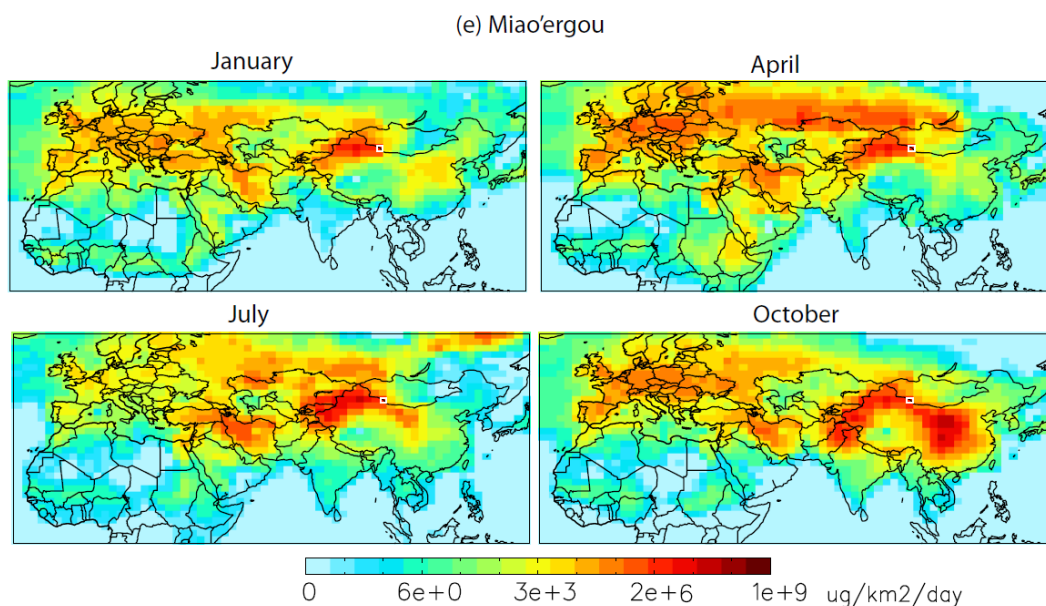 (e) Miao'ergou
January
April
July
October
0 6e+0 3e+3 2e+6 1e+9 ug/km2/day